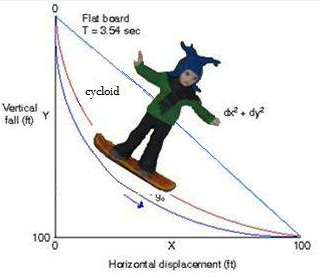 0
Flat board
T = 3.54 sec
cycloid
Vertical
fall (ft)
Y
dx² + dy²
y₀
100
0
X
100
Horizontal displacement (ft)